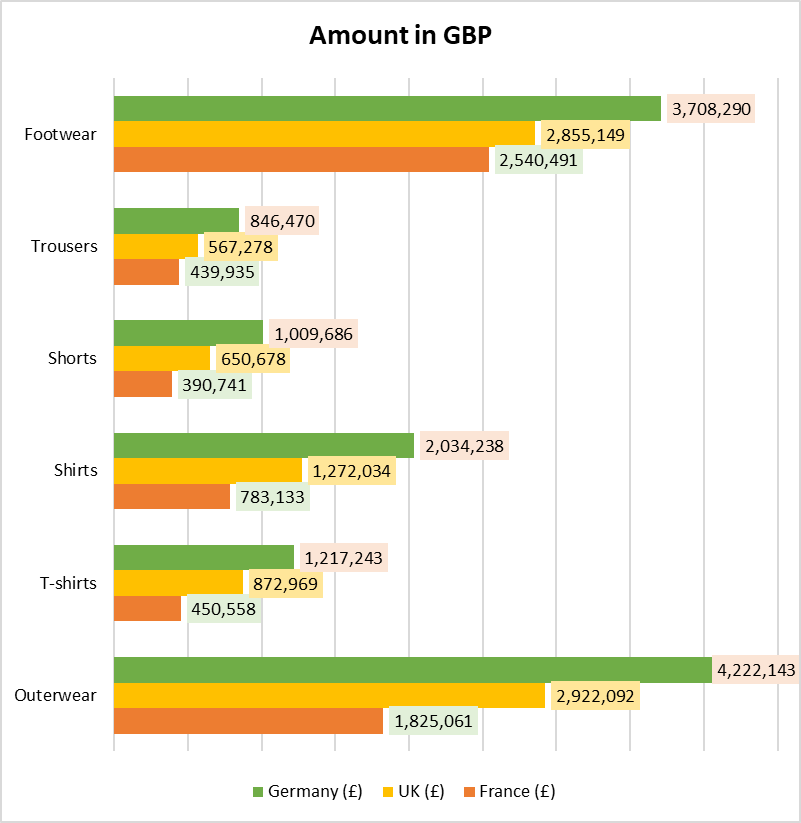 Amount in GBP
3,708,290
Footwear
2,855,149
2,540,491
846,470
Trousers
567,278
439,935
1,009,686
Shorts
650,678
390,741
2,034,238
Shirts
1,272,034
783,133
1,217,243
T-shirts
872,969
450,558
4,222,143
Outerwear
2,922,092
1,825,061
Germany (£) UK (£) France (£)